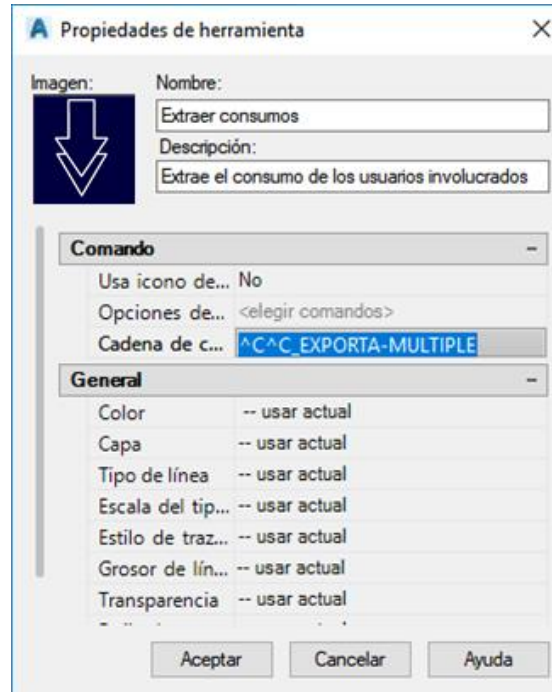 A Propiedades de herramienta
Imagen: Nombre:
Extraer consumos
Descripción:
Extrae el consumo de los usuarios involucrados
Comando
Usa icono de... No
Opciones de... <elegir comandos>
Cadena de c... ^C^C_EXPORTA-MULTIPLE
General
Color -- usar actual
Capa -- usar actual
Tipo de línea -- usar actual
Escala del tip... -- usar actual
Estilo de traz... -- usar actual
Grosor de lín... -- usar actual
Transparencia -- usar actual
Aceptar Cancelar Ayuda